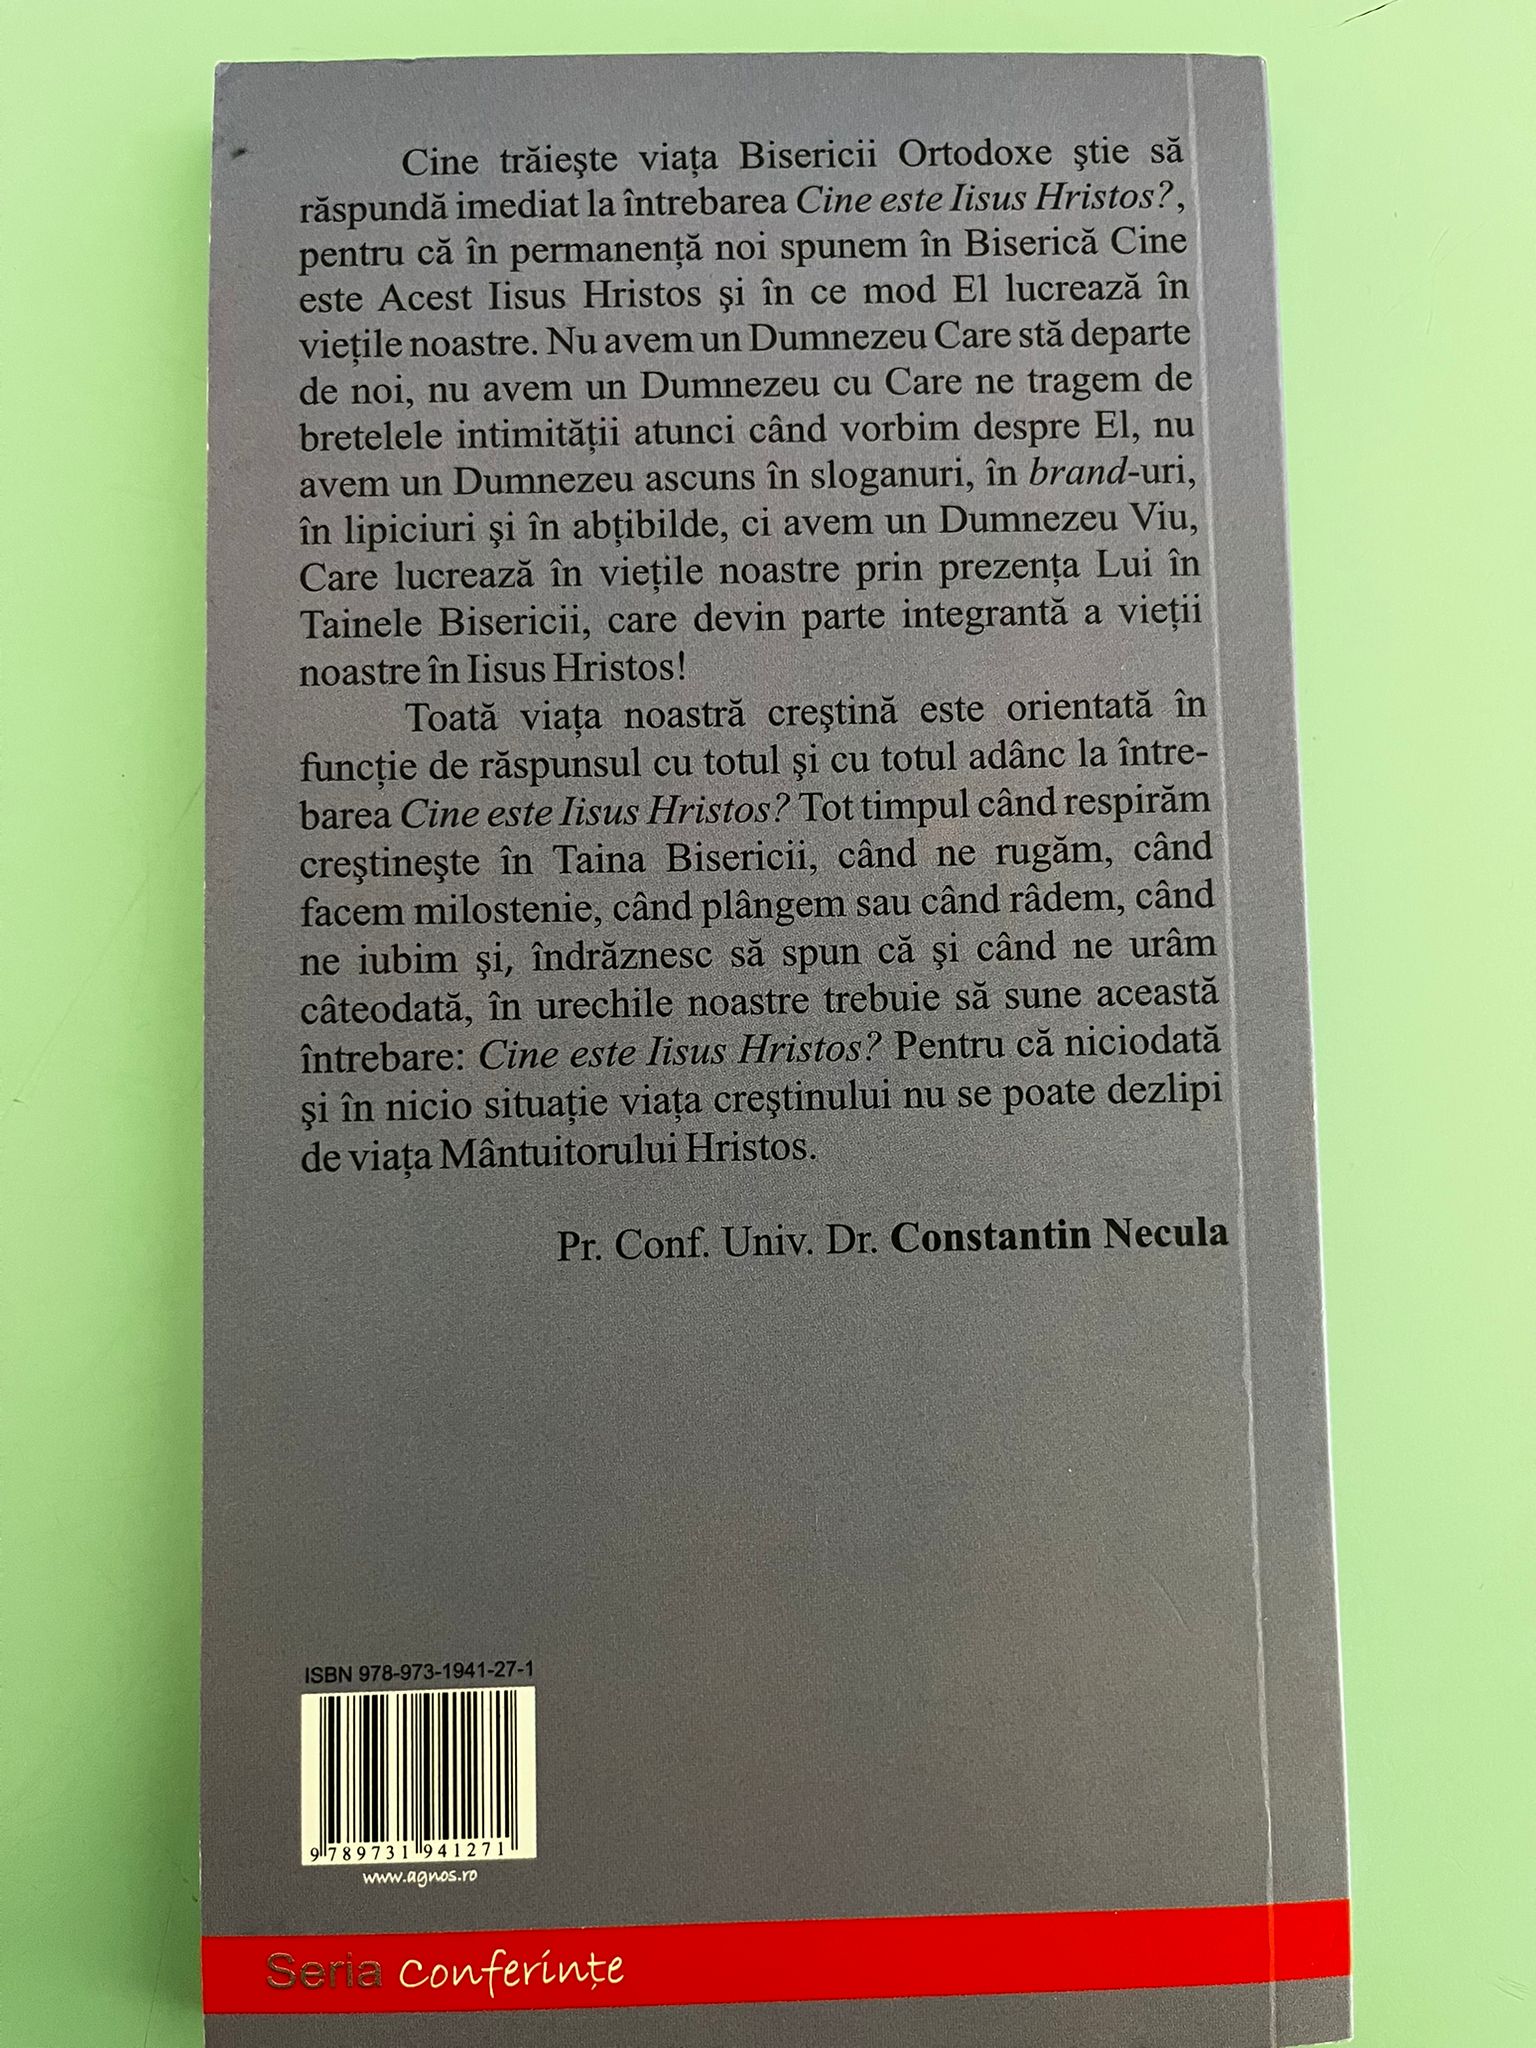 Cine trăieşte viaţa Bisericii Ortodoxe ştie să
răspundă imediat la întrebarea Cine este Iisus Hristos?,
pentru că în permanenţă noi spunem în Biserică Cine
este Acest Iisus Hristos şi în ce mod El lucrează în
vieţile noastre. Nu avem un Dumnezeu Care stă departe
de noi, nu avem un Dumnezeu cu Care ne tragem de
bretelele intimităţii atunci când vorbim despre El, nu
avem un Dumnezeu ascuns în sloganuri, în brand-uri,
în lipiciuri şi în abţibilde, ci avem un Dumnezeu Viu,
Care lucrează în vieţile noastre prin prezenţa Lui în
Tainele Bisericii, care devin parte integrantă a vieţii
noastre în Iisus Hristos!
Toată viaţa noastră creştină este orientată în
funcţie de răspunsul cu totul şi cu totul adânc la între-
barea Cine este Iisus Hristos? Tot timpul când respirăm
creştineşte în Taina Bisericii, când ne rugăm, când
facem milostenie, când plângem sau când râdem, când
ne iubim şi, îndrăznesc să spun că şi când ne urâm
câteodată, în urechile noastre trebuie să sune această
întrebare: Cine este Iisus Hristos? Pentru că niciodată
şi în nicio situaţie viaţa creştinului nu se poate dezlipi
de viaţa Mântuitorului Hristos.
Pr. Conf. Univ. Dr. Constantin Necula
ISBN 978-973-1941-27-1
9 789731 941271
www.agnos.ro
Seria Conferinţe